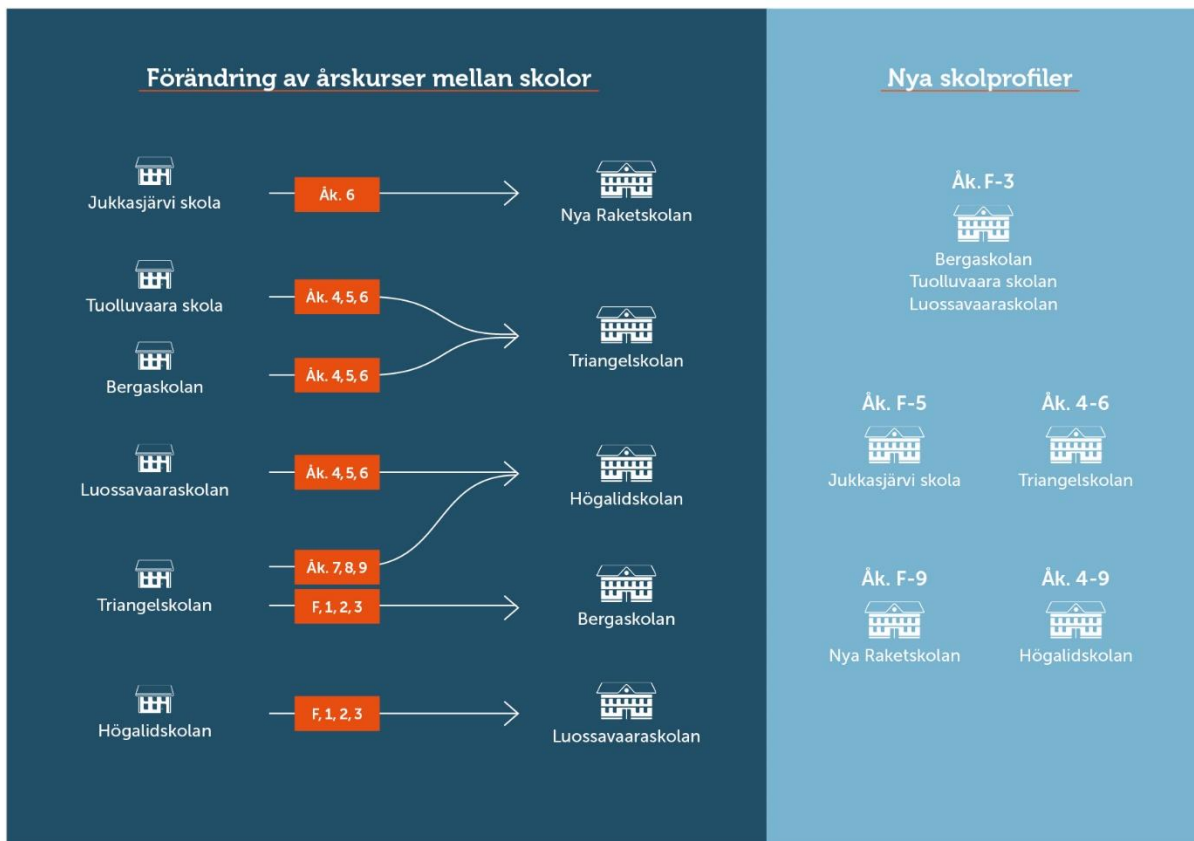 Förändring av årskurser mellan skolor
Jukkasjärvi skola
Åk. 6
Nya Raketskolan
Tuolluvaara skola
Åk. 4, 5, 6
Bergaskolan
Åk. 4, 5, 6
Triangelskolan
Luossavaaraskolan
Åk. 4, 5, 6
Högalidskolan
Triangelskolan
Åk. 7, 8, 9
F, 1, 2, 3
Bergaskolan
Högalidskolan
F, 1, 2, 3
Luossavaaraskolan
Nya skolprofiler
Åk. F-3
Bergaskolan
Tuolluvaara skolan
Luossavaaraskolan
Åk. F-5
Jukkasjärvi skola
Åk. 4-6
Triangelskolan
Åk. F-9
Nya Raketskolan
Åk. 4-9
Högalidskolan